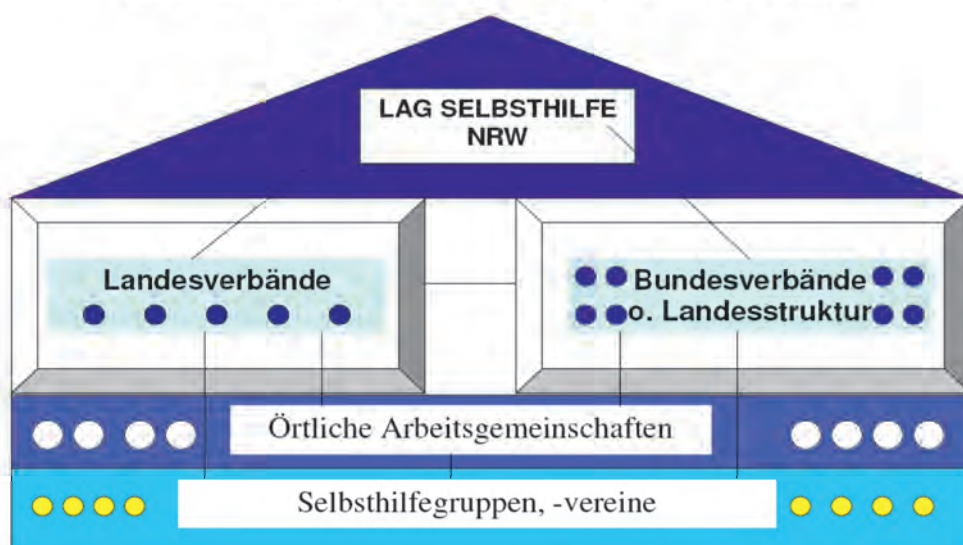 LAG SELBSTHILFE
NRW
Landesverbände
Bundesverbände
o. Landesstruktur
Örtliche Arbeitsgemeinschaften
Selbsthilfegruppen, -vereine